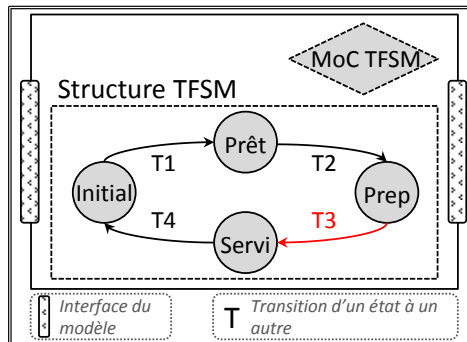 MoC TFSM
Structure TFSM
Prêt
T1
T2
Initial
Prep
T4
T3
Servi
Interface du
modèle
T
Transition d'un état à un
autre